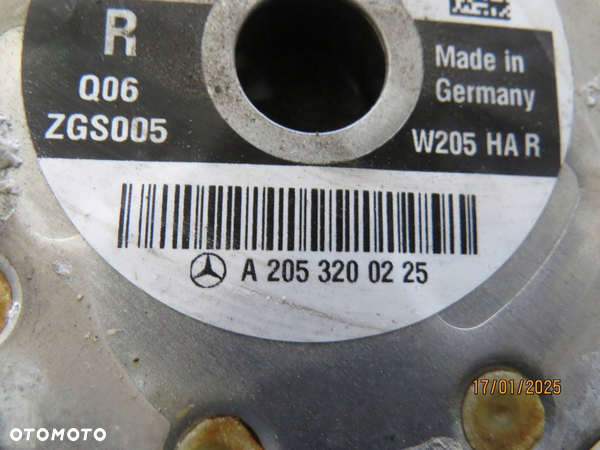 R
Q06
ZGS005
Made in
Germany
W205 HA R
A 205 320 02 25
17/01/2025
OTOMOTO